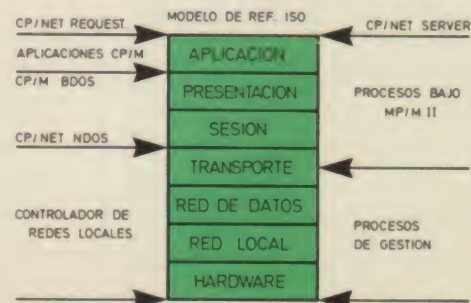 CP/NET REQUEST.
MODELO DE REF. ISO
CP/NET SERVER
APLICACIONES CP/M
CP/M BDOS
CP/NET NDOS
CONTROLADOR DE
REDES LOCALES
APLICACION
PRESENTACION
SESION
TRANSPORTE
RED DE DATOS
RED LOCAL
HARDWARE
PROCESOS BAJO
MP/M II
PROCESOS
DE GESTION